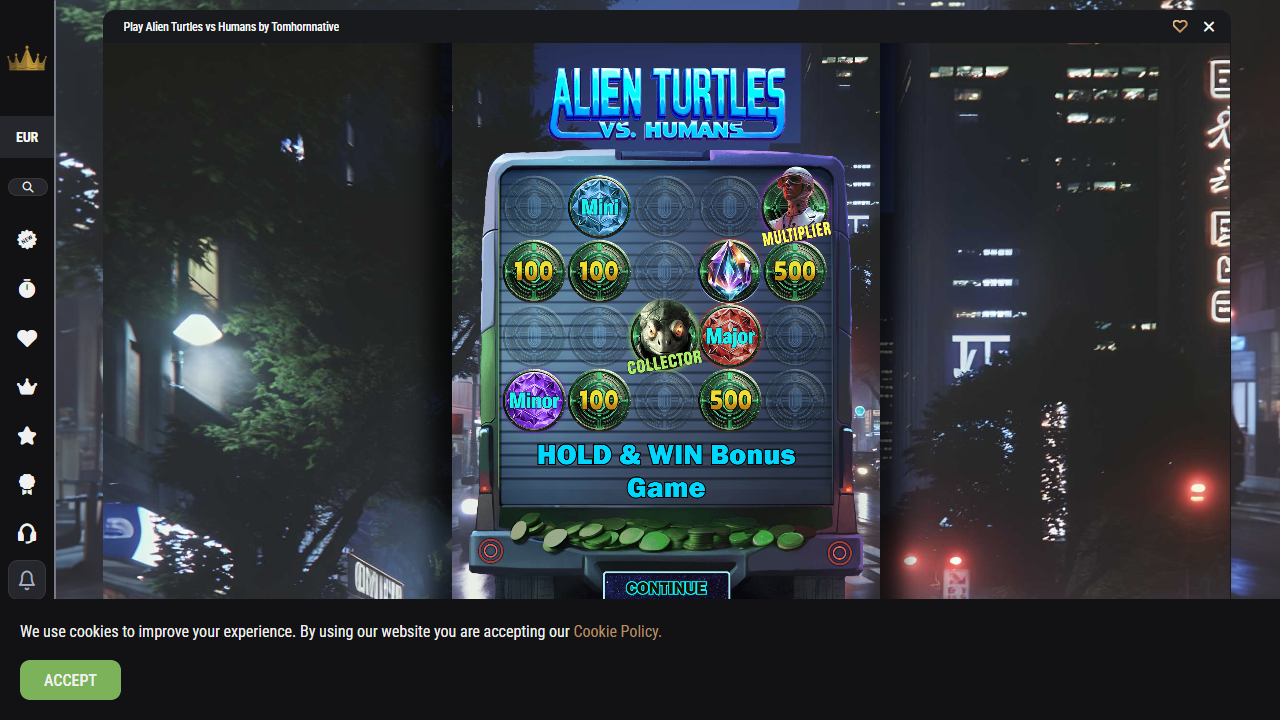 Play Alien Turtles vs Humans by Tomhornnative
EUR
NEW
ALIEN TURTLES
VS. HUMANS
Mini
MULTIPLIER
100
100
500
COLLECTOR
Major
Minor
100
500
HOLD & WIN Bonus
Game
CONTINUE
We use cookies to improve your experience. By using our website you are accepting our Cookie Policy.
ACCEPT